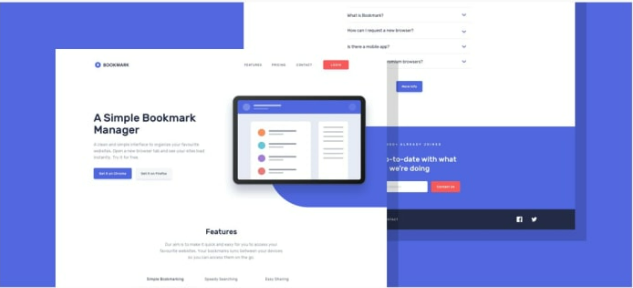 What is Bookmark?
How can I request a new browser?
Is there a mobile app?
browsers?
More Info
BOOKMARK
FEATURES PRICING CONTACT LOGIN
A Simple Bookmark
Manager
A clean and simple interface to organize your favourite
websites. Open a new browser tab and see your sites load
instantly. Try it for free.
Get it on Chrome Get it on Firefox
ALREADY JOINED
-to-date with what
we're doing
Contact Us
Features
Our aim is to make it quick and easy for you to access your
favourite websites. Your bookmarks sync between your devices
so you can access them on the go.
Simple Bookmarking Speedy Searching Easy Sharing